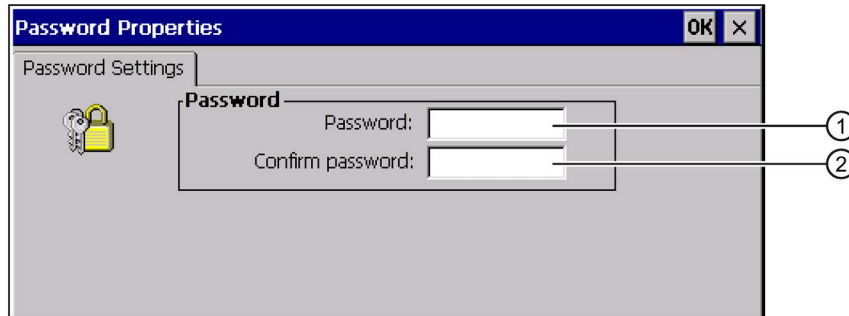 Password Properties OK ×
Password Settings
Password
Password: 1
Confirm password: 2